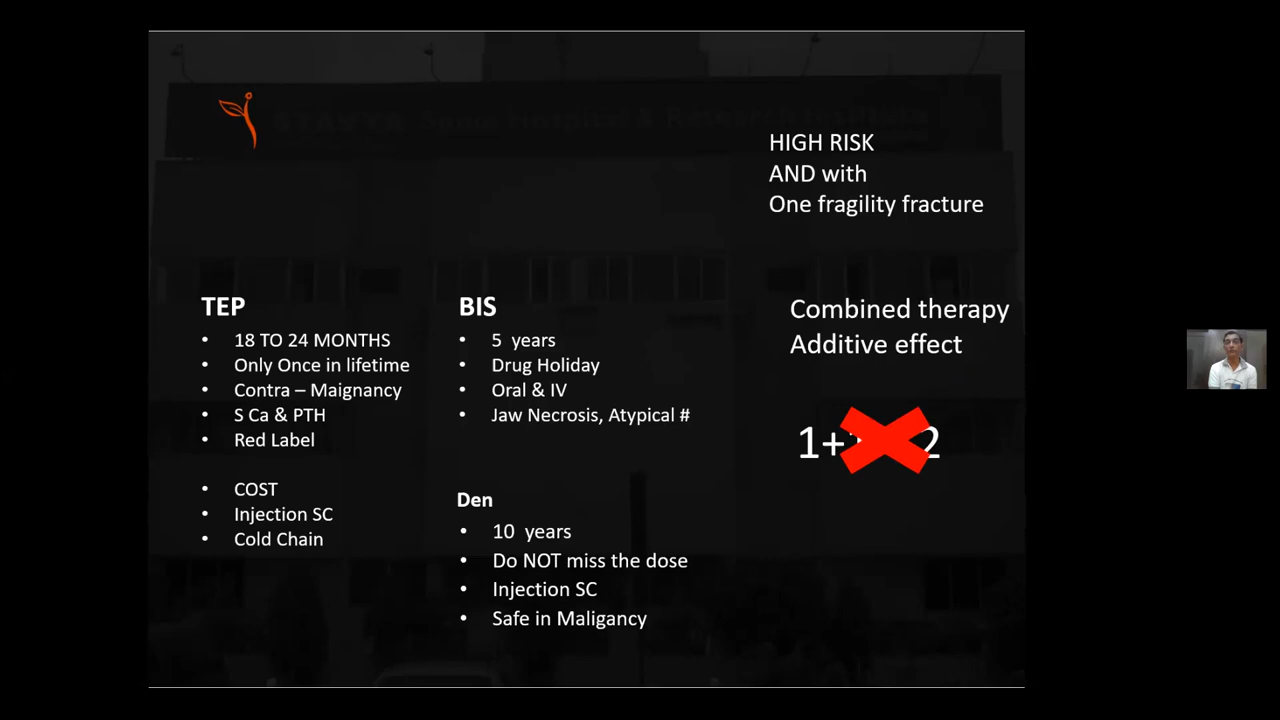 HIGH RISK
AND with
One fragility fracture
TEP
• 18 TO 24 MONTHS
• Only Once in lifetime
• Contra – Maignancy
• S Ca & PTH
• Red Label
• COST
• Injection SC
• Cold Chain
BIS
• 5 years
• Drug Holiday
• Oral & IV
• Jaw Necrosis, Atypical #
Den
• 10 years
• Do NOT miss the dose
• Injection SC
• Safe in Maligancy
Combined therapy
Additive effect
1+ 2